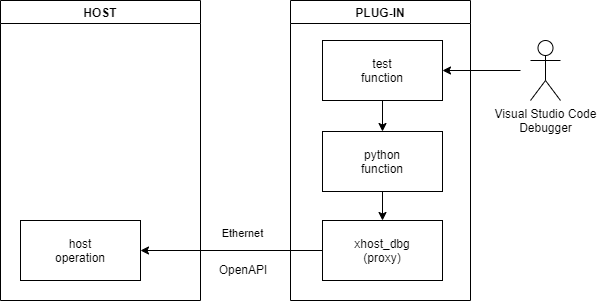 HOST
PLUG-IN
test
function
Visual Studio Code
Debugger
python
function
Ethernet
host
operation
xhost_dbg
(proxy)
OpenAPI